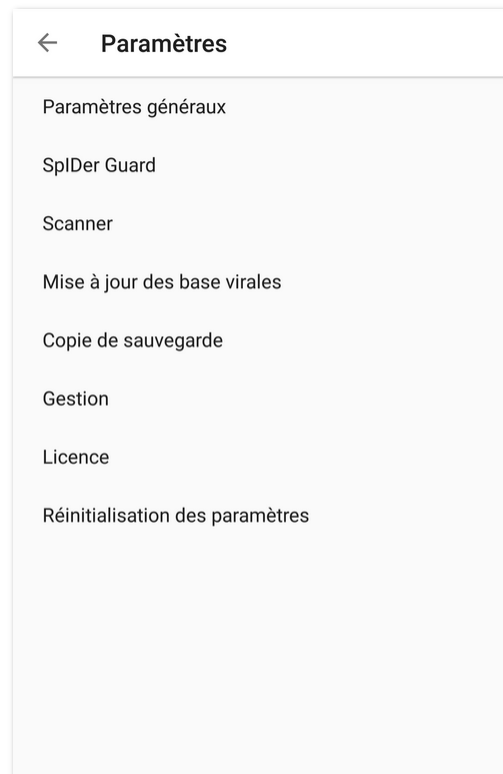 Paramètres
Paramètres généraux
SpIDer Guard
Scanner
Mise à jour des base virales
Copie de sauvegarde
Gestion
Licence
Réinitialisation des paramètres